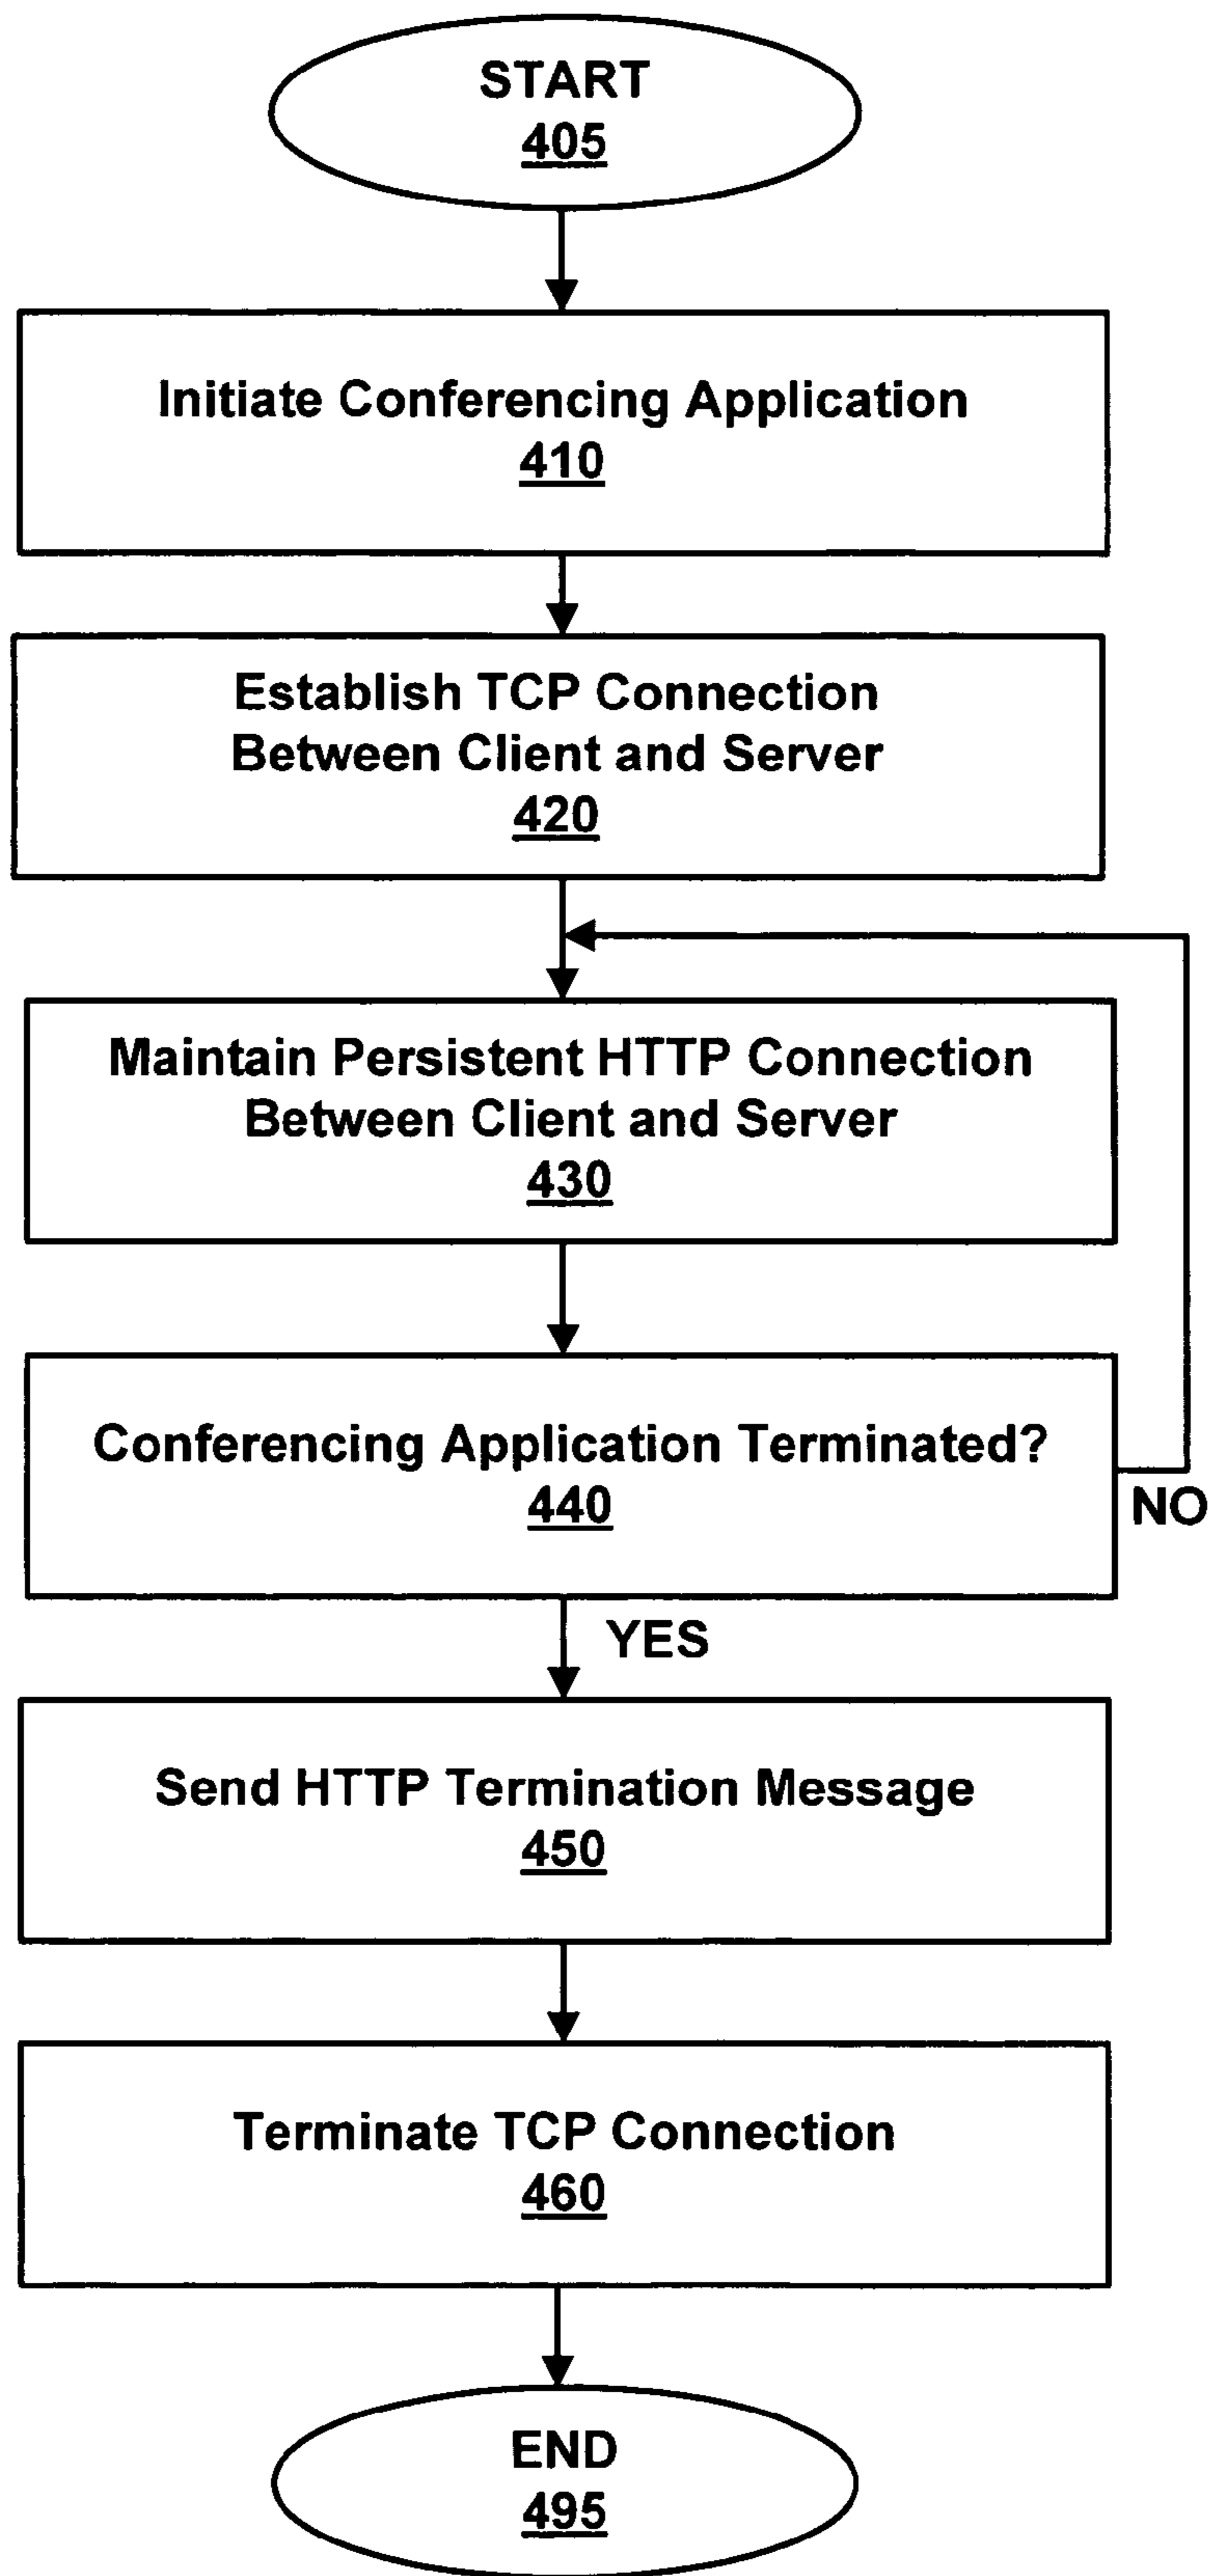 START
405
Initiate Conferencing Application
410
Establish TCP Connection
Between Client and Server
420
Maintain Persistent HTTP Connection
Between Client and Server
430
Conferencing Application Terminated?
440
NO
YES
Send HTTP Termination Message
450
Terminate TCP Connection
460
END
495